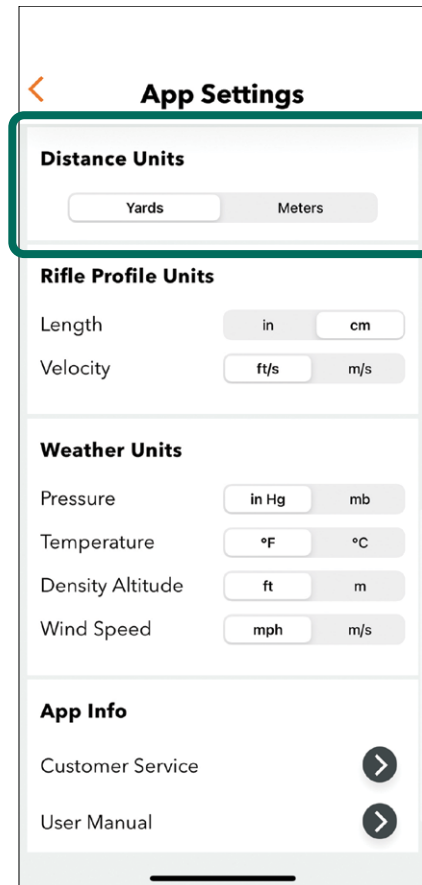 App Settings
Distance Units
Yards Meters
Rifle Profile Units
Length in cm
Velocity ft/s m/s
Weather Units
Pressure in Hg mb
Temperature °F °C
Density Altitude ft m
Wind Speed mph m/s
App Info
Customer Service
User Manual